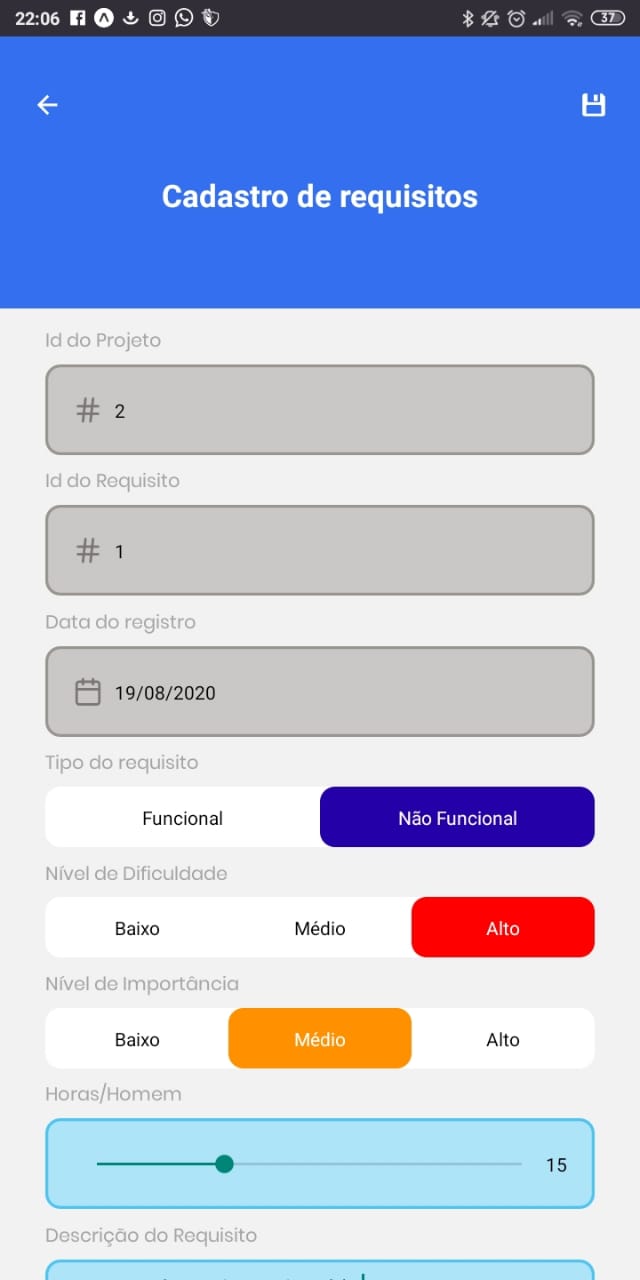 22:06 37
Cadastro de requisitos
Id do Projeto
# 2
Id do Requisito
# 1
Data do registro
19/08/2020
Tipo do requisito
Funcional Não Funcional
Nível de Dificuldade
Baixo Médio Alto
Nível de Importância
Baixo Médio Alto
Horas/Homem
15
Descrição do Requisito